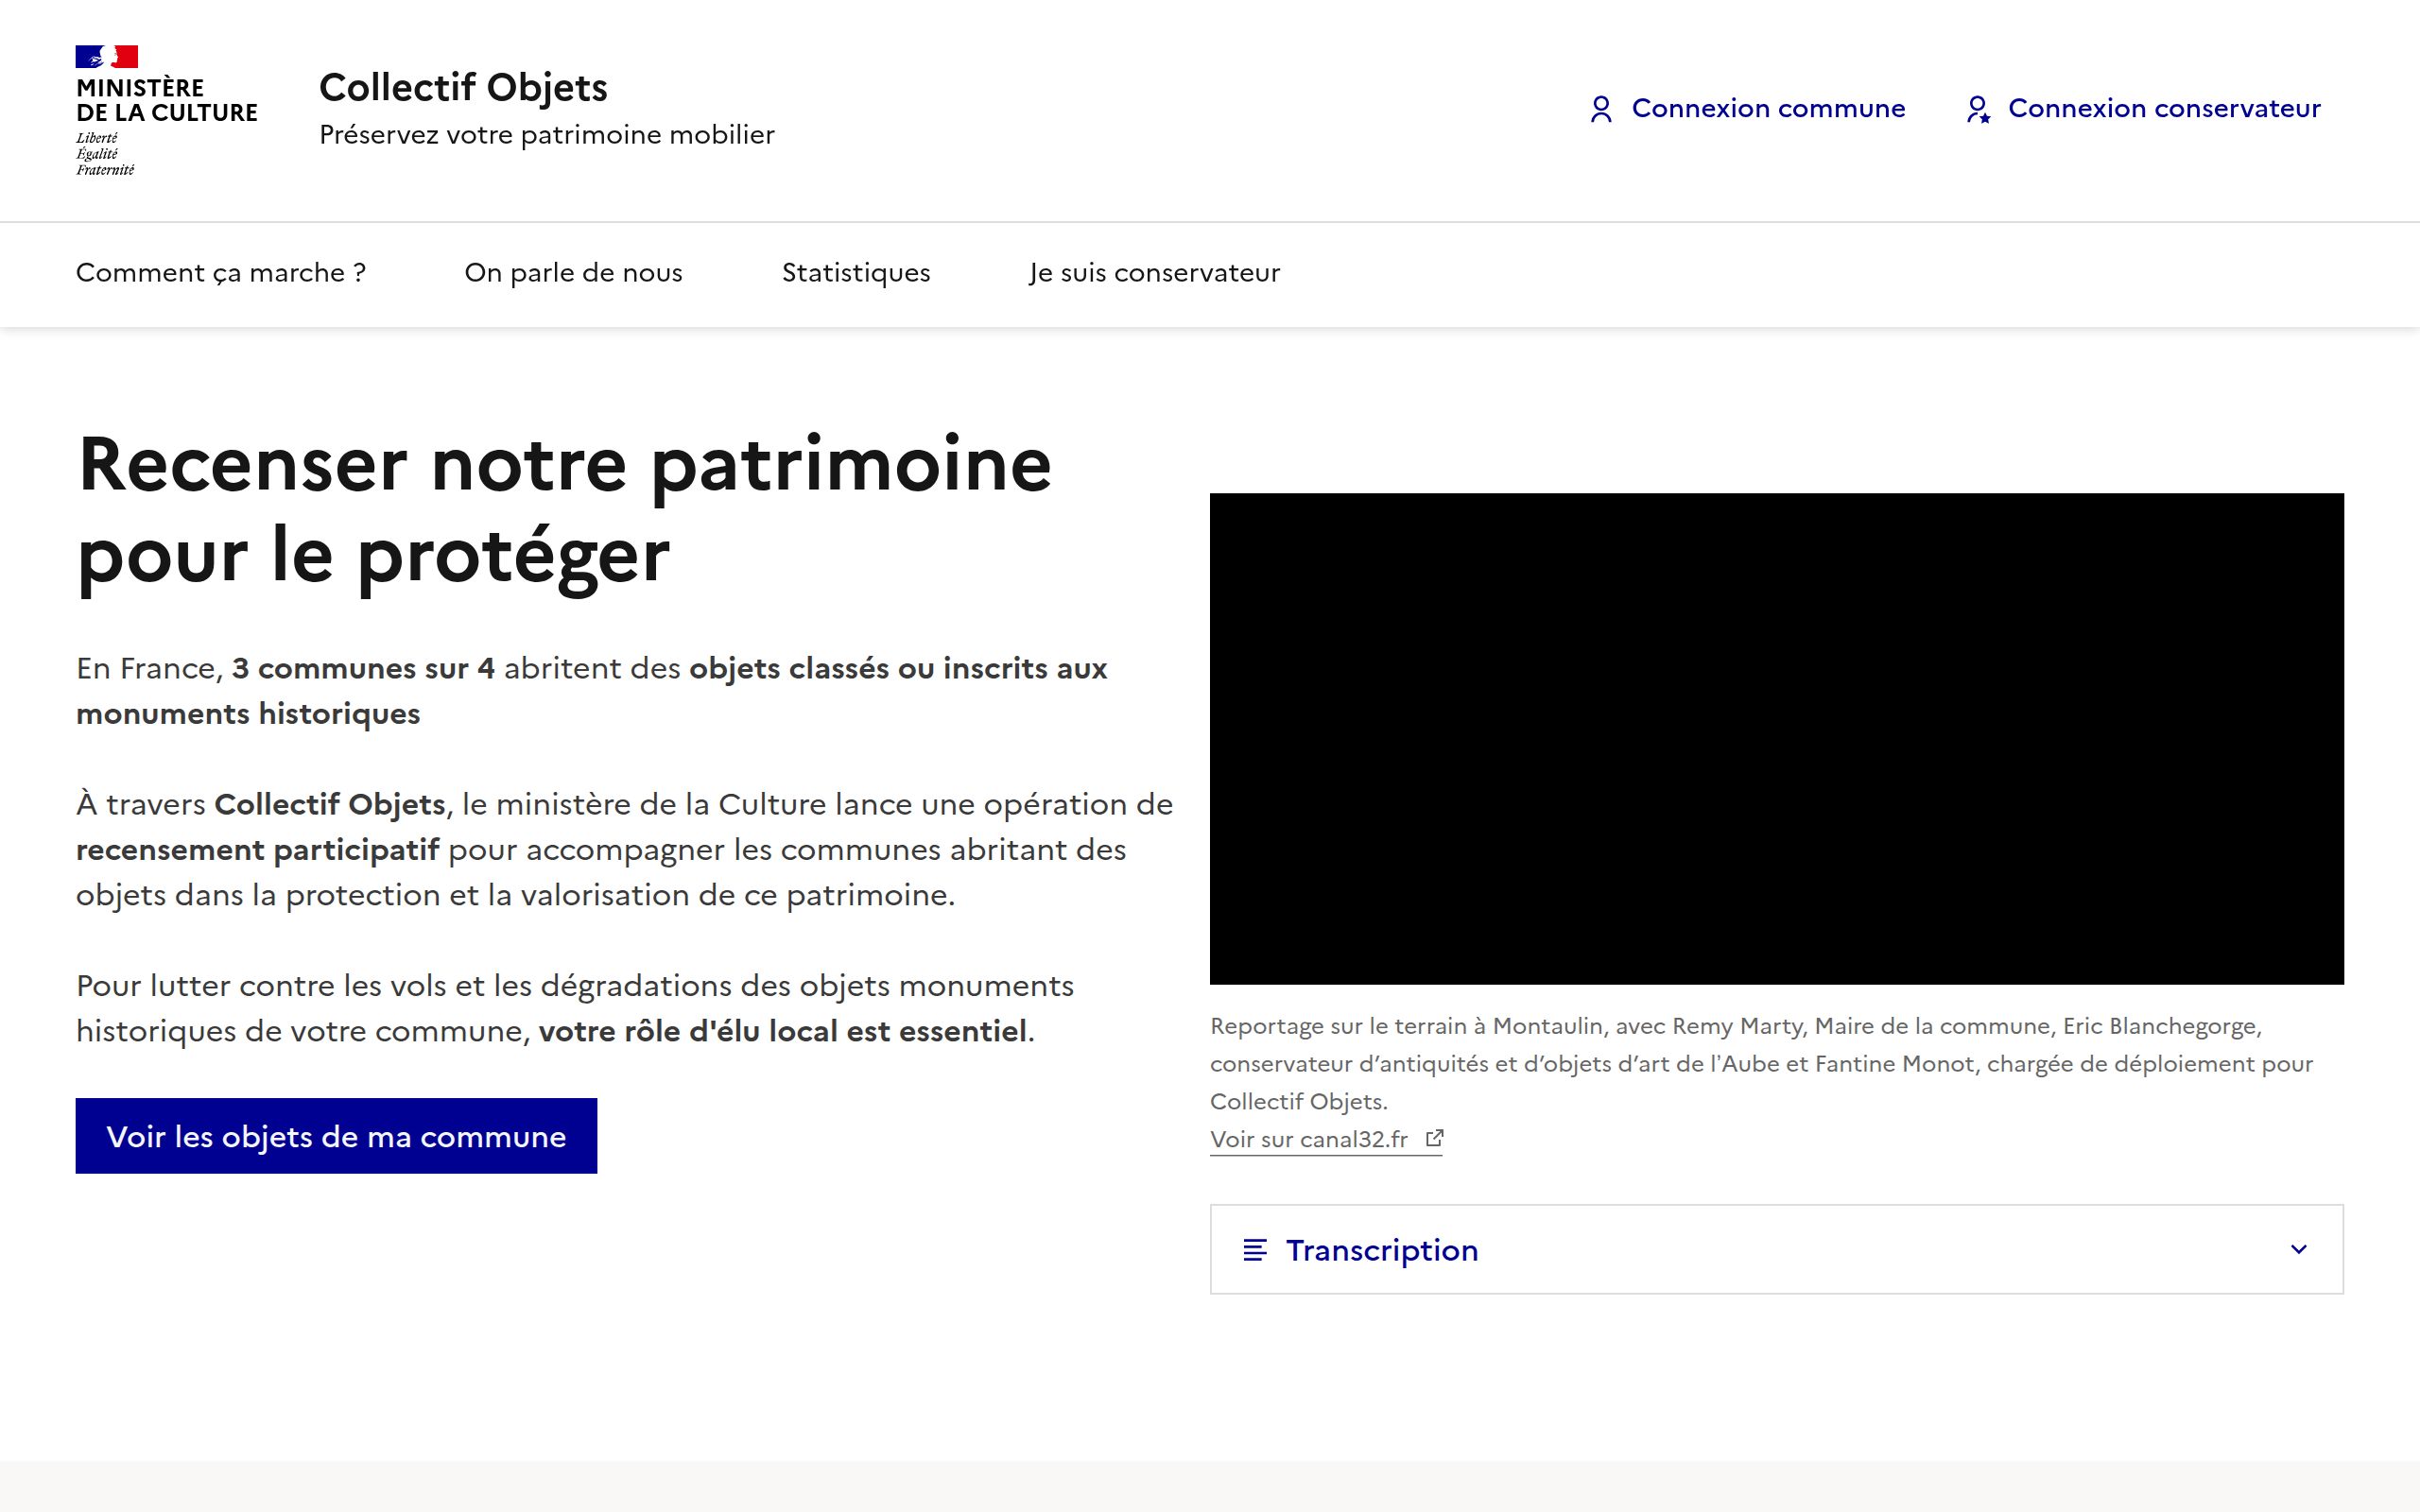 MINISTÈRE
DE LA CULTURE
Liberté
Égalité
Fraternité
Collectif Objets
Préservez votre patrimoine mobilier
Connexion commune
Connexion conservateur
Comment ça marche ?
On parle de nous
Statistiques
Je suis conservateur
Recenser notre patrimoine
pour le protéger
En France, 3 communes sur 4 abritent des objets classés ou inscrits aux
monuments historiques
À travers Collectif Objets, le ministère de la Culture lance une opération de
recensement participatif pour accompagner les communes abritant des
objets dans la protection et la valorisation de ce patrimoine.
Pour lutter contre les vols et les dégradations des objets monuments
historiques de votre commune, votre rôle d'élu local est essentiel.
Voir les objets de ma commune
Reportage sur le terrain à Montaulin, avec Remy Marty, Maire de la commune, Eric Blanchegorge,
conservateur d’antiquités et d’objets d’art de l’Aube et Fantine Monot, chargée de déploiement pour
Collectif Objets.
Voir sur canal32.fr
Transcription